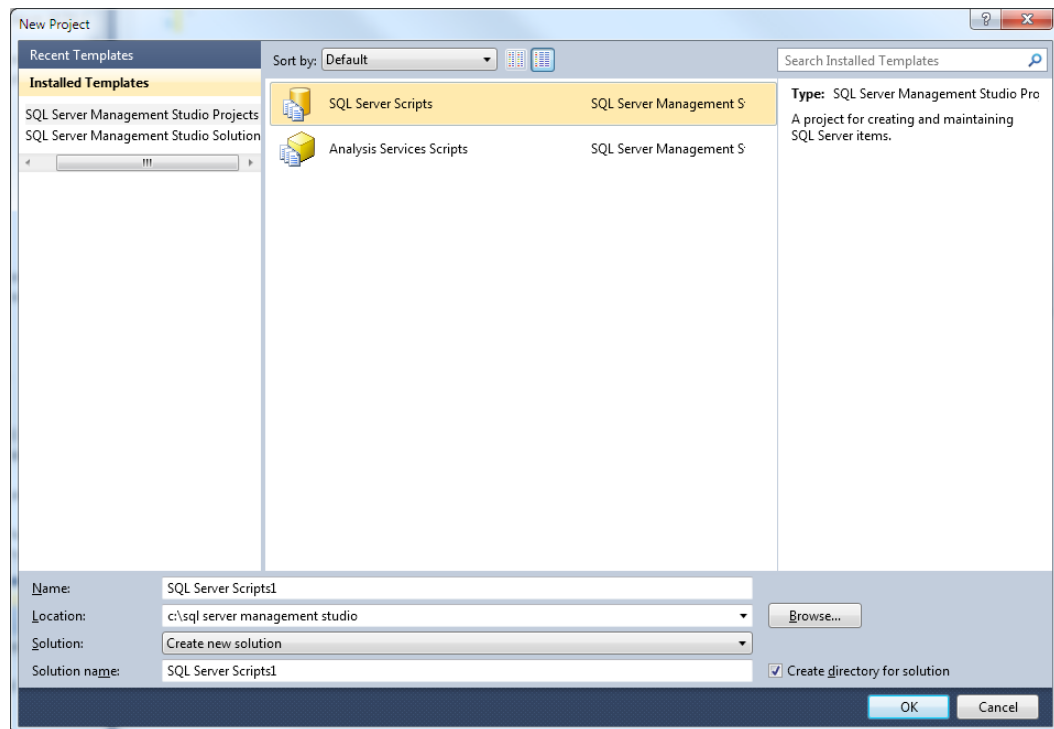 New Project
Recent Templates
Installed Templates
SQL Server Management Studio Projects
SQL Server Management Studio Solution
Sort by: Default
SQL Server Scripts SQL Server Management S
Analysis Services Scripts SQL Server Management S
Search Installed Templates
Type: SQL Server Management Studio Pro
A project for creating and maintaining
SQL Server items.
Name: SQL Server Scripts1
Location: c:\sql server management studio Browse...
Solution: Create new solution
Solution name: SQL Server Scripts1 Create directory for solution
OK Cancel